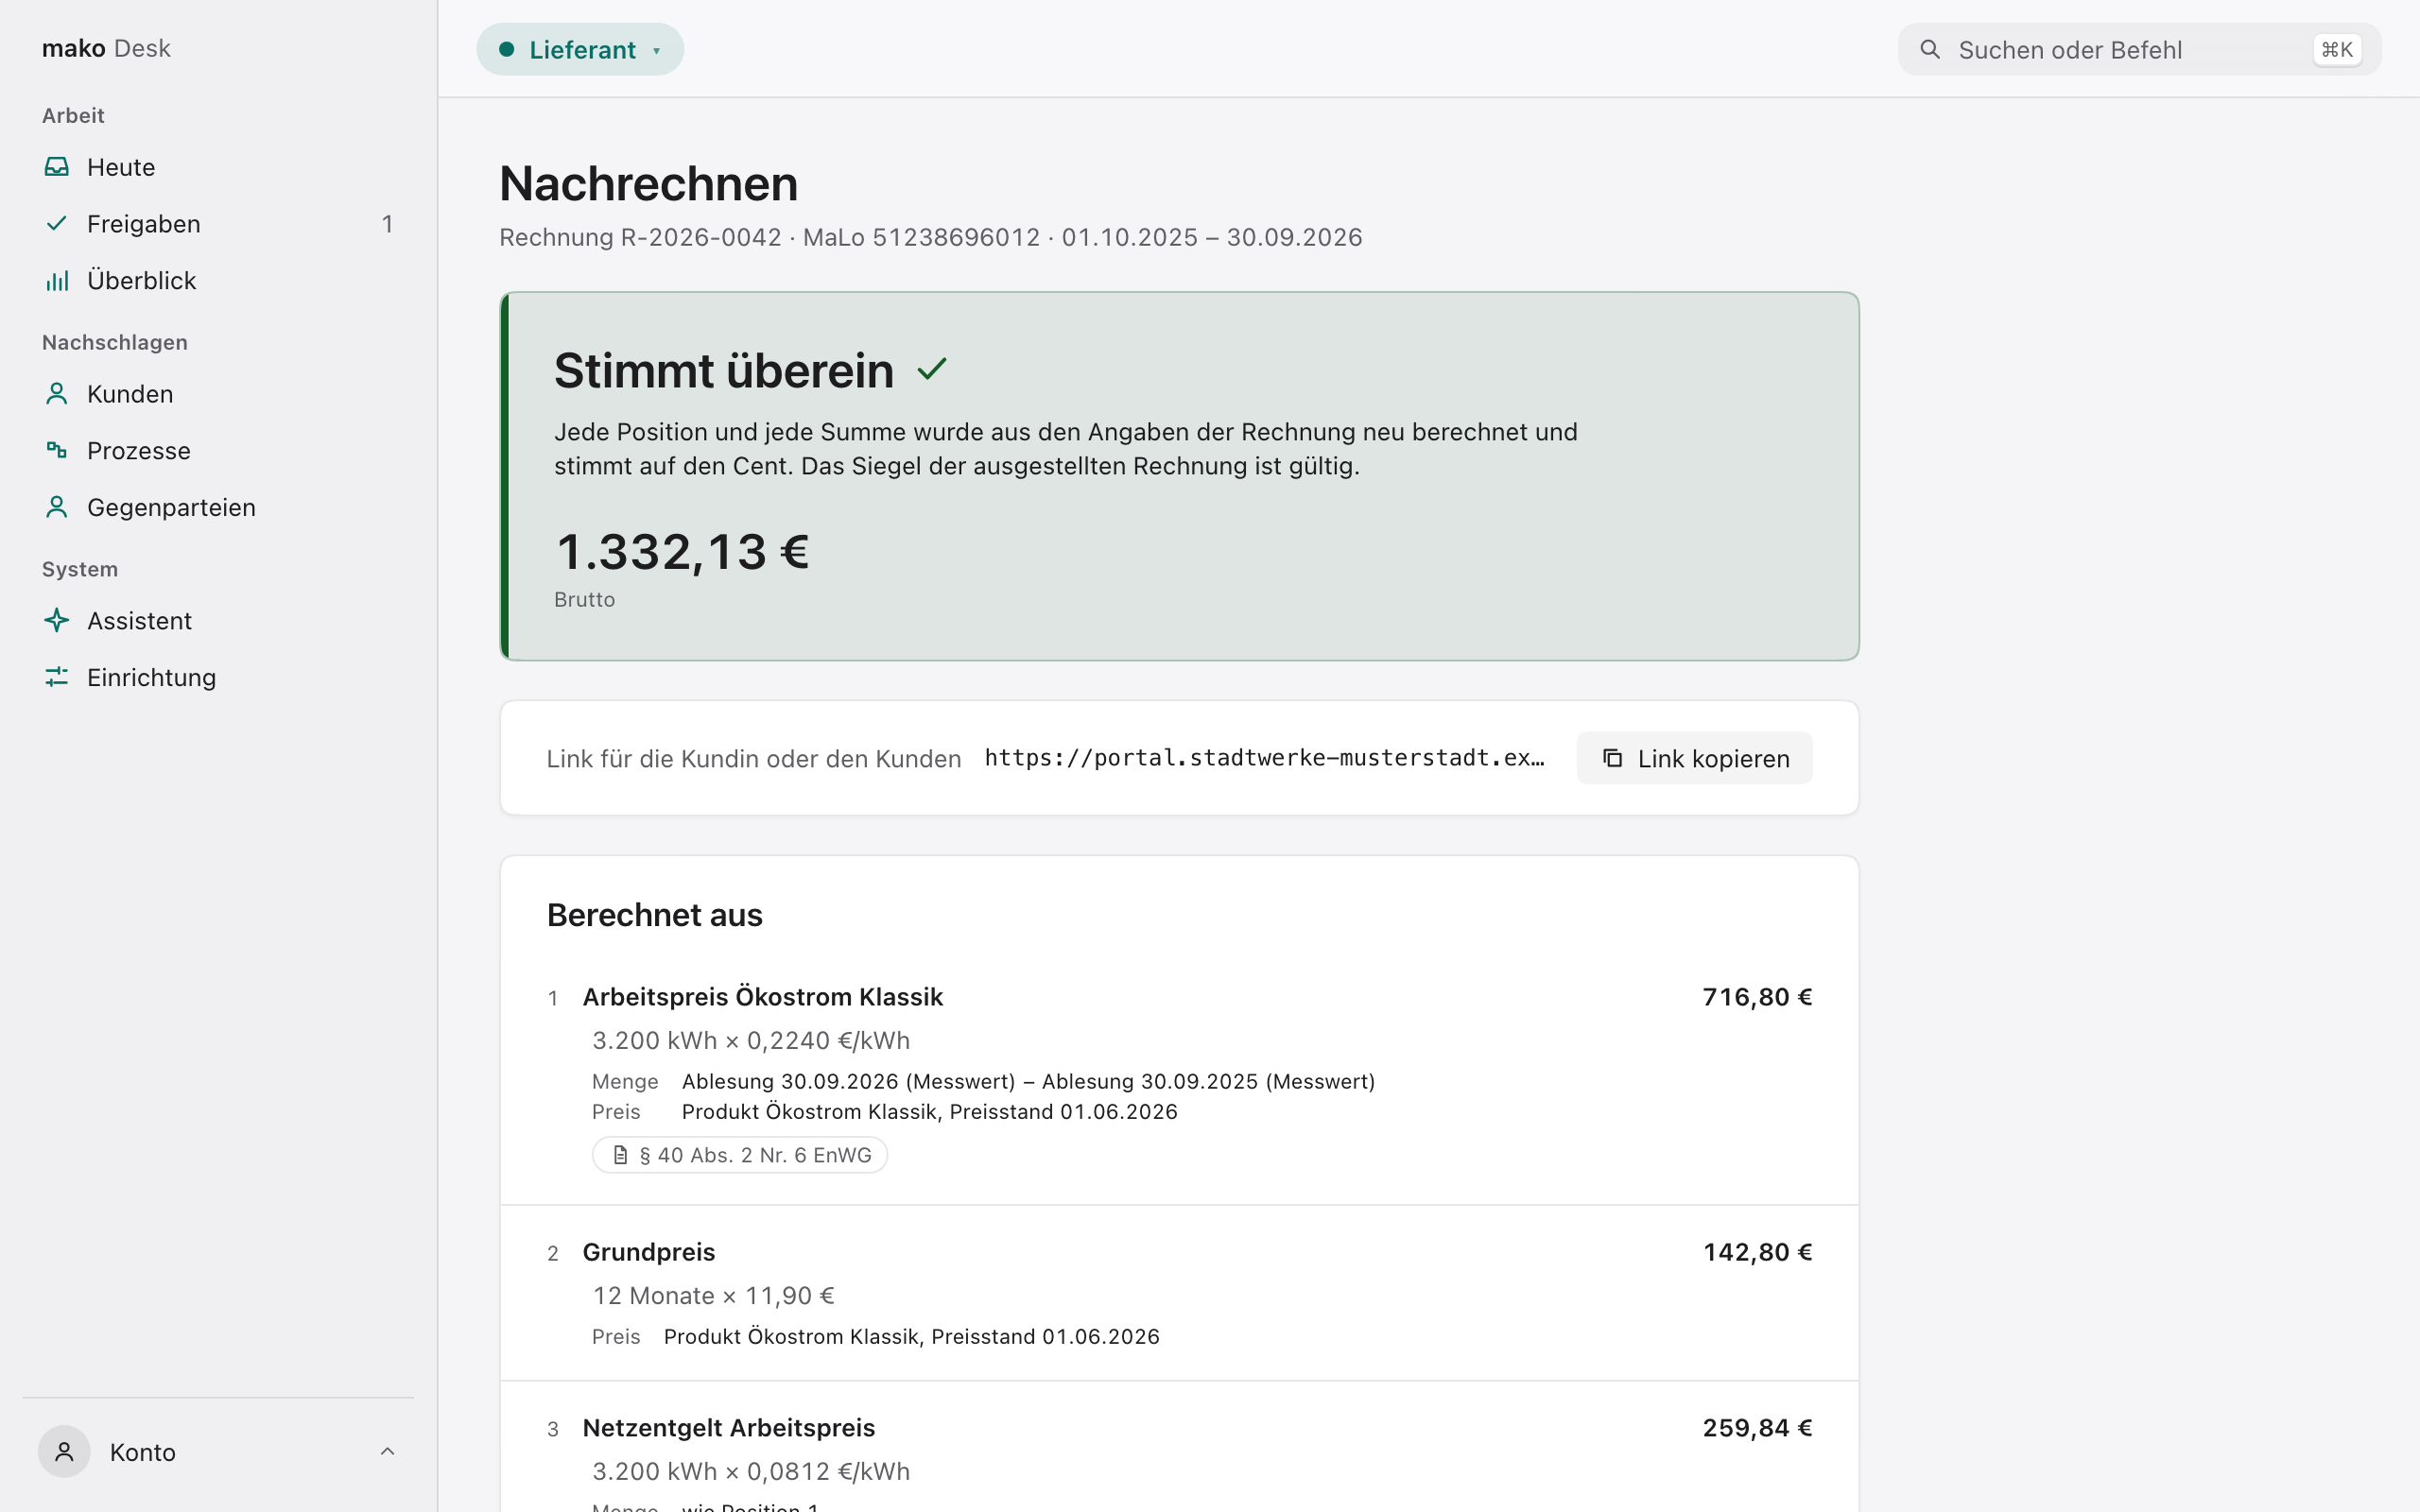 mako Desk
Arbeit
Heute
Freigaben 1
Überblick
Nachschlagen
Kunden
Prozesse
Gegenparteien
System
Assistent
Einrichtung
Konto
Lieferant
Suchen oder Befehl ⌘K
Nachrechnen
Rechnung R-2026-0042 · MaLo 51238696012 · 01.10.2025 – 30.09.2026
Stimmt überein
Jede Position und jede Summe wurde aus den Angaben der Rechnung neu berechnet und
stimmt auf den Cent. Das Siegel der ausgestellten Rechnung ist gültig.
1.332,13 €
Brutto
Link für die Kundin oder den Kunden https://portal.stadtwerke-musterstadt.ex… Link kopieren
Berechnet aus
1 Arbeitspreis Ökostrom Klassik 716,80 €
3.200 kWh × 0,2240 €/kWh
Menge Ablesung 30.09.2026 (Messwert) – Ablesung 30.09.2025 (Messwert)
Preis Produkt Ökostrom Klassik, Preisstand 01.06.2026
§ 40 Abs. 2 Nr. 6 EnWG
2 Grundpreis 142,80 €
12 Monate × 11,90 €
Preis Produkt Ökostrom Klassik, Preisstand 01.06.2026
3 Netzentgelt Arbeitspreis 259,84 €
3.200 kWh × 0,0812 €/kWh
Menge wie Position 1